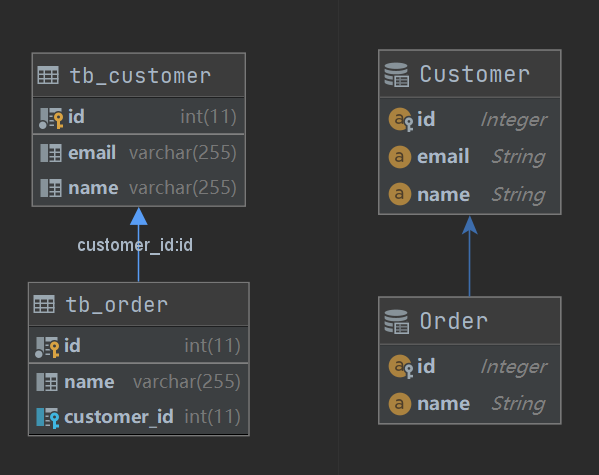 tb_customer
id int(11)
email varchar(255)
name varchar(255)
customer_id:id
tb_order
id int(11)
name varchar(255)
customer_id int(11)
Customer
a id Integer
a email String
a name String
Order
a id Integer
a name String